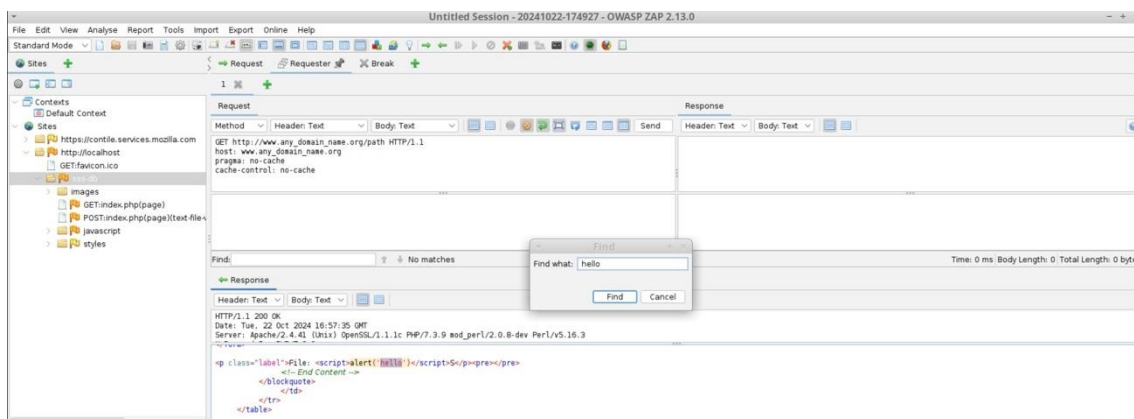 Untitled Session - 20241022-174927 - OWASP ZAP 2.13.0
File Edit View Analyse Report Tools Import Export Online Help
Standard Mode
Sites
Request Requester Break
1
Contexts
Default Context
Sites
https://contile.services.mozilla.com
http://localhost
GET:favicon.ico
images
GET:index.php(page)
POST:index.php(page)(text-file-v
javascript
styles
Request
Method Header: Text Body: Text Send
GET http://www.any_domain_name.org/path HTTP/1.1
host: www.any_domain_name.org
pragma: no-cache
cache-control: no-cache
Find: No matches
Response
Header: Text Body: Text
Time: 0 ms Body Length: 0 Total Length: 0 byt
Find
Find what: hello
Find Cancel
Response
Header: Text Body: Text
HTTP/1.1 200 OK
Date: Tue, 22 Oct 2024 16:57:35 GMT
Server: Apache/2.4.41 (Unix) OpenSSL/1.1.1c PHP/7.3.9 mod_perl/2.0.8-dev Perl/v5.16.3
<p class="label">File: <script>alert('hello')</script>S</p><pre></pre>
<!-- End Content -->
</blockquote>
</td>
</tr>
</table>